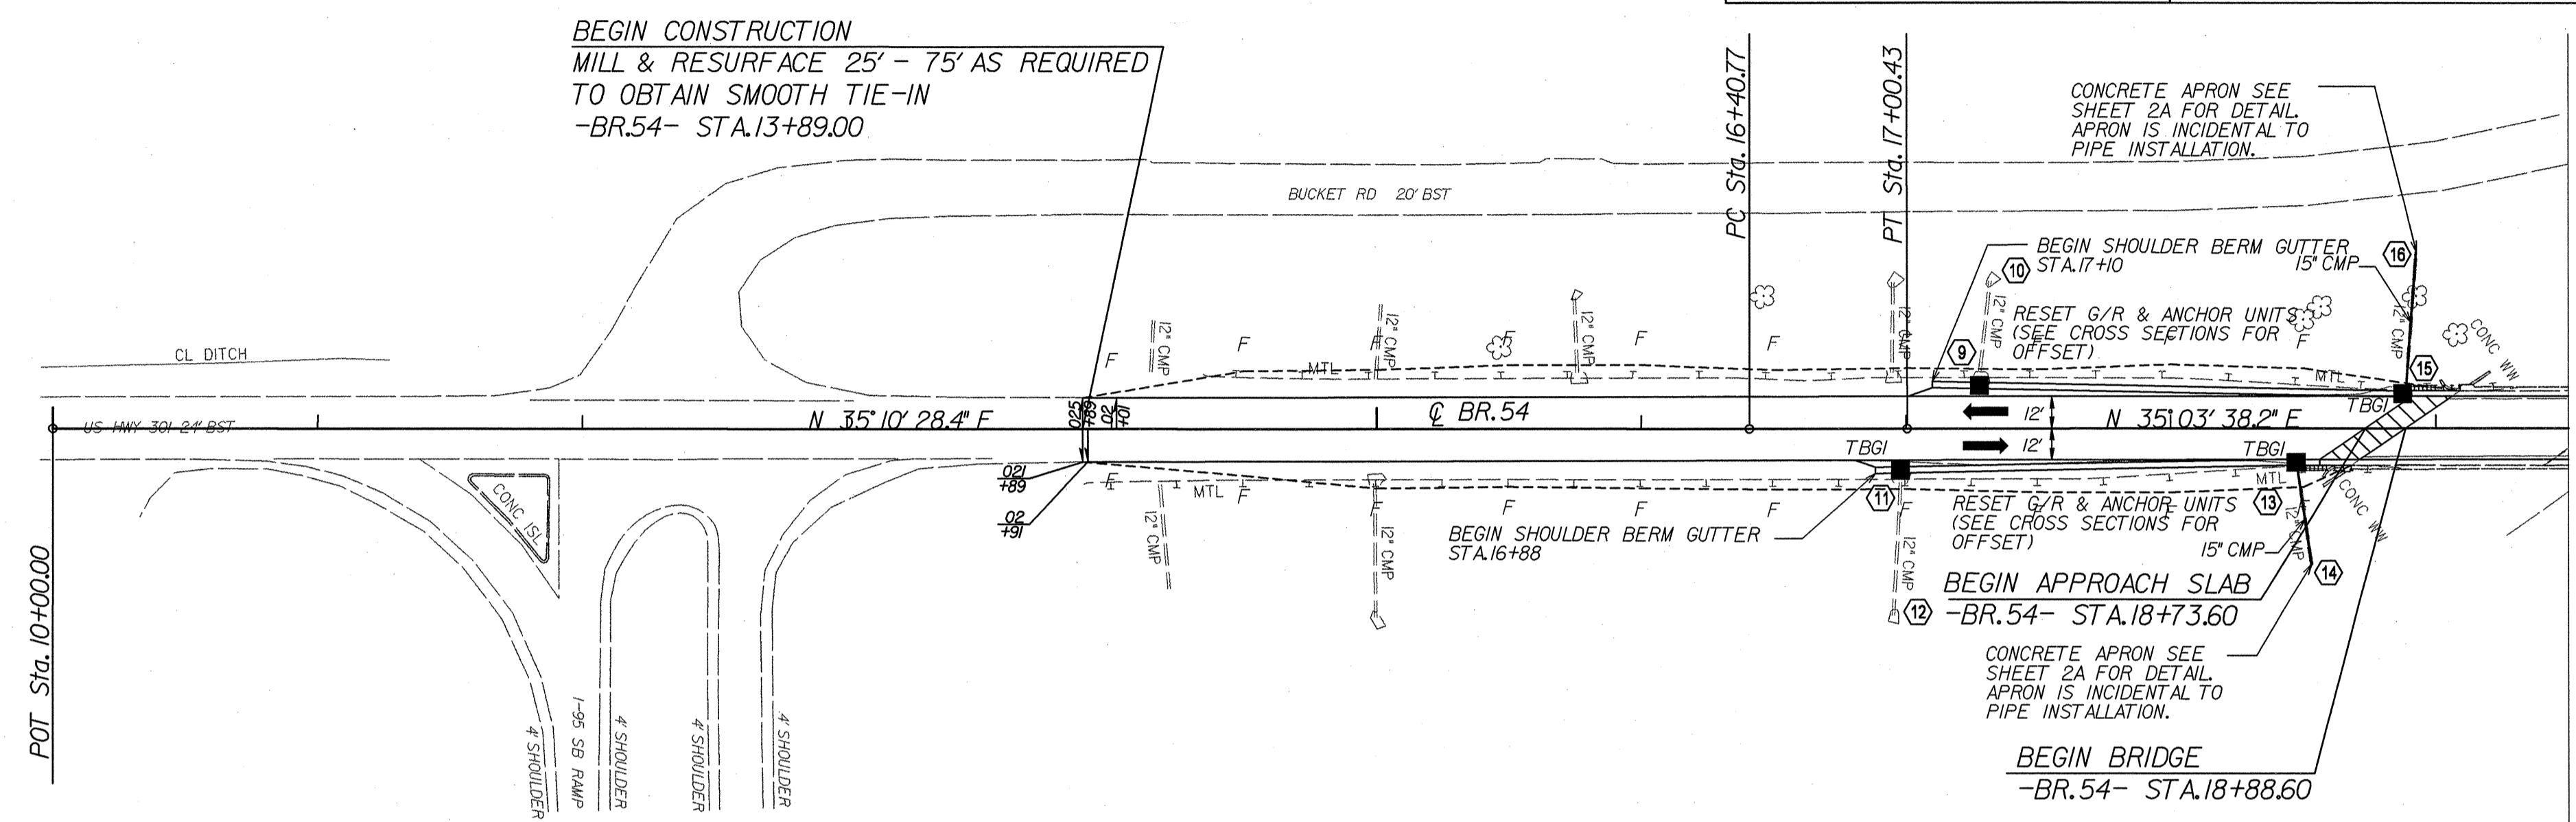 BEGIN CONSTRUCTION
MILL & RESURFACE 25' - 75' AS REQUIRED
TO OBTAIN SMOOTH TIE-IN
-BR.54- STA.13+89.00
PC Sta. 16+40.77
PT Sta. 17+00.43
CONCRETE APRON SEE
SHEET 2A FOR DETAIL.
APRON IS INCIDENTAL TO
PIPE INSTALLATION.
BUCKET RD 20' BST
BEGIN SHOULDER BERM GUTTER
STA.17+10
15" CMP
16
10
RESET G/R & ANCHOR UNITS
(SEE CROSS SECTIONS FOR
OFFSET)
12" CMP
12" CMP
12" CMP
12" CMP
12" CMP
12" CMP
F
F
F
F
F
F
F
F
F
9
15
CONC WW
CL DITCH
MTL
MTL
TBGI
US HWY 301 24' BST
N 35° 10' 28.4" E
025
+89
02
+01
℄ BR.54
12'
12'
N 35° 03' 38.2" E
TBGI
TBGI
021
+89
02
+91
MTL
MTL
F
F
F
F
F
F
F
F
F
11
13
CONC ISL
12" CMP
12" CMP
12" CMP
12" CMP
CONC WW
BEGIN SHOULDER BERM GUTTER
STA.16+88
RESET G/R & ANCHOR UNITS
(SEE CROSS SECTIONS FOR
OFFSET)
15" CMP
14
BEGIN APPROACH SLAB
-BR.54- STA.18+73.60
12
CONCRETE APRON SEE
SHEET 2A FOR DETAIL.
APRON IS INCIDENTAL TO
PIPE INSTALLATION.
POT Sta. 10+00.00
4' SHOULDER
I-95 SB RAMP
4' SHOULDER
4' SHOULDER
4' SHOULDER
BEGIN BRIDGE
-BR.54- STA.18+88.60